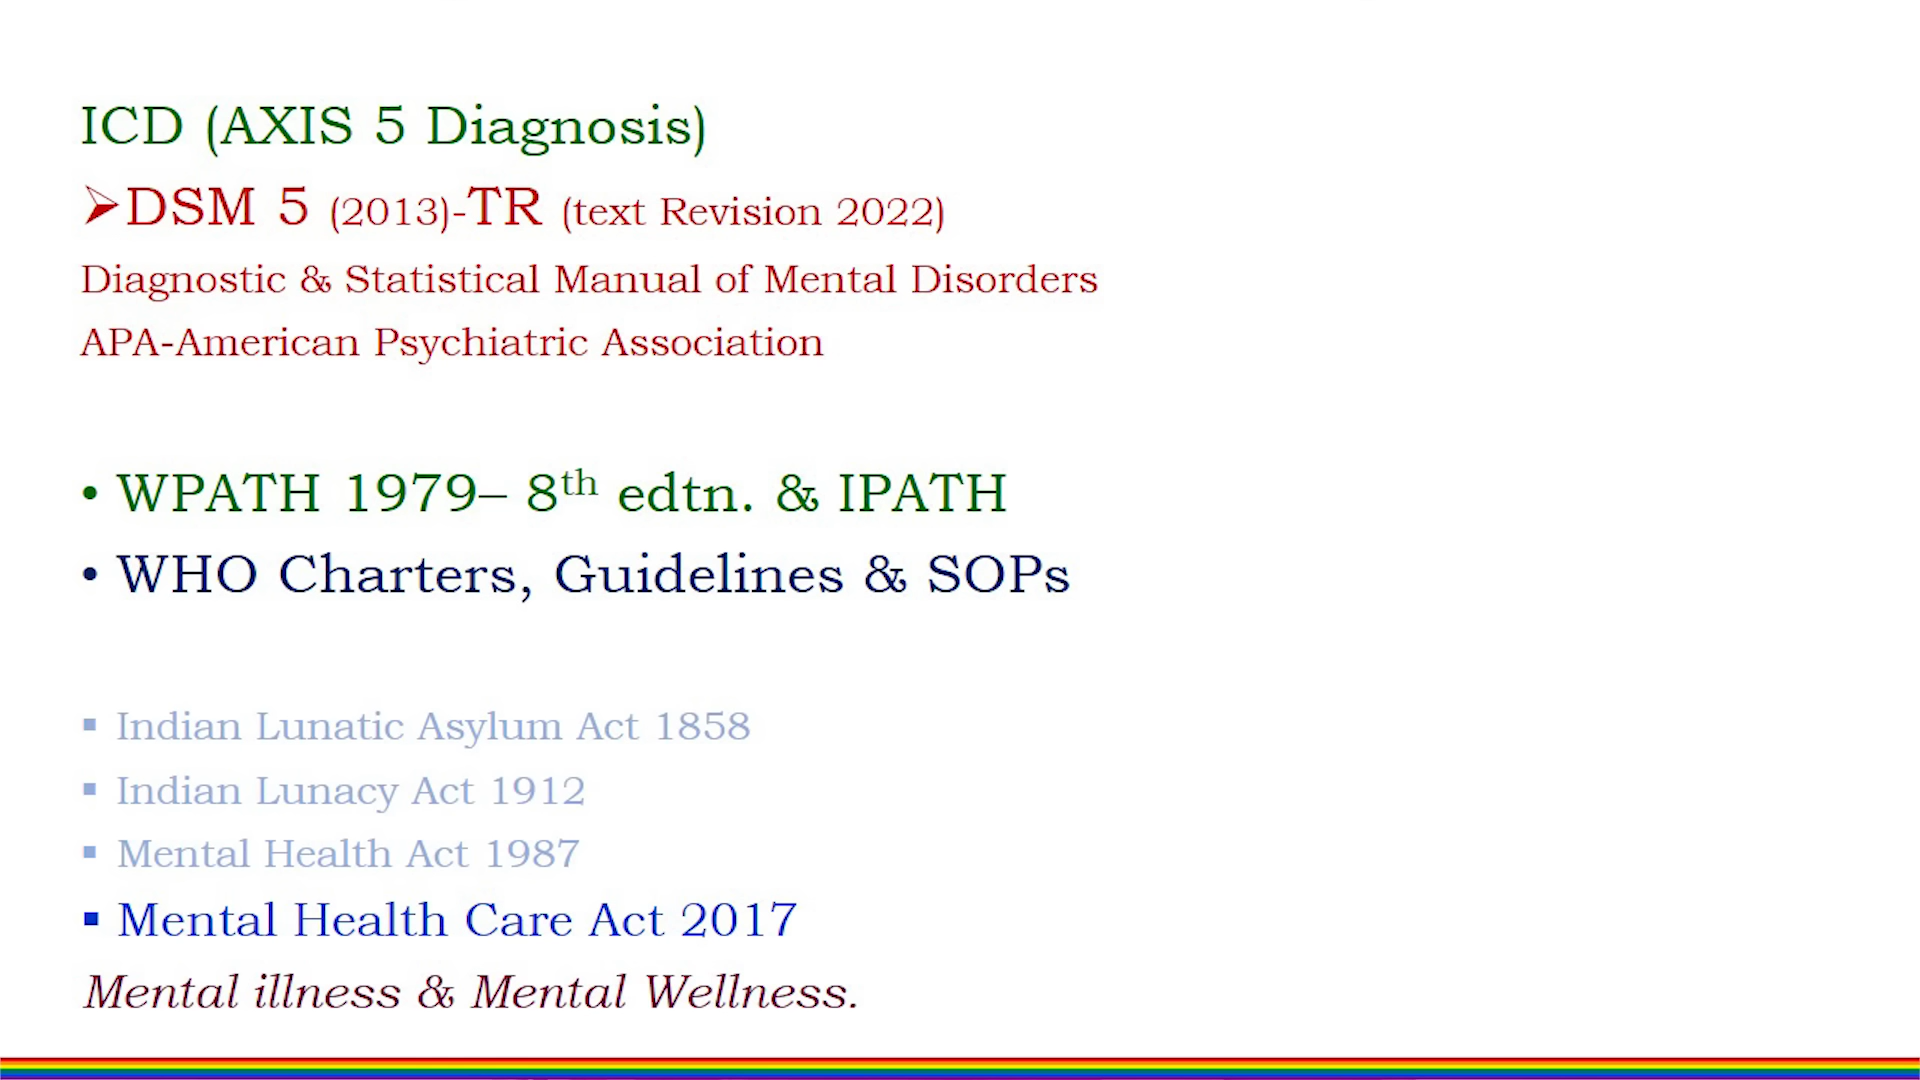 ICD (AXIS 5 Diagnosis)
➢DSM 5 (2013)-TR (text Revision 2022)
Diagnostic & Statistical Manual of Mental Disorders
APA-American Psychiatric Association
• WPATH 1979– 8th edtn. & IPATH
• WHO Charters, Guidelines & SOPs
▪ Indian Lunatic Asylum Act 1858
▪ Indian Lunacy Act 1912
▪ Mental Health Act 1987
▪ Mental Health Care Act 2017
Mental illness & Mental Wellness.